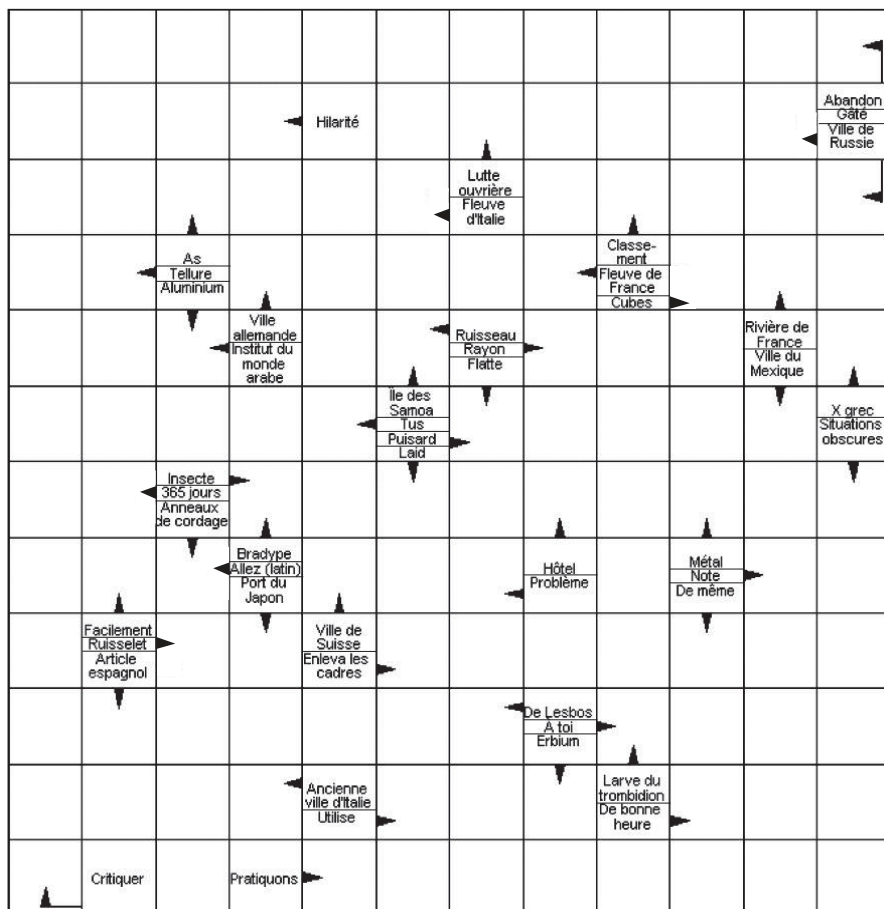 Hilarité
Abandon
Gâté
Ville de
Russie
Lutte
ouvrière
Fleuve
d'Italie
As
Tellure
Aluminium
Classe-
ment
Fleuve de
France
Cubes
Ville
allemande
Institut du
monde
arabe
Ruisseau
Rayon
Flatte
Rivière de
France
Ville du
Mexique
Île des
Samoa
Tus
Puisard
Laid
X grec
Situations
obscures
Insecte
365 jours
Anneaux
de cordage
Bradype
Allez (latin)
Port du
Japon
Hôtel
Problème
Métal
Note
De même
Facilement
Ruisselet
Article
espagnol
Ville de
Suisse
Enleva les
cadres
De Lesbos
À toi
Erbium
Ancienne
ville d'Italie
Utilise
Larve du
trombidion
De bonne
heure
Critiquer
Pratiquons